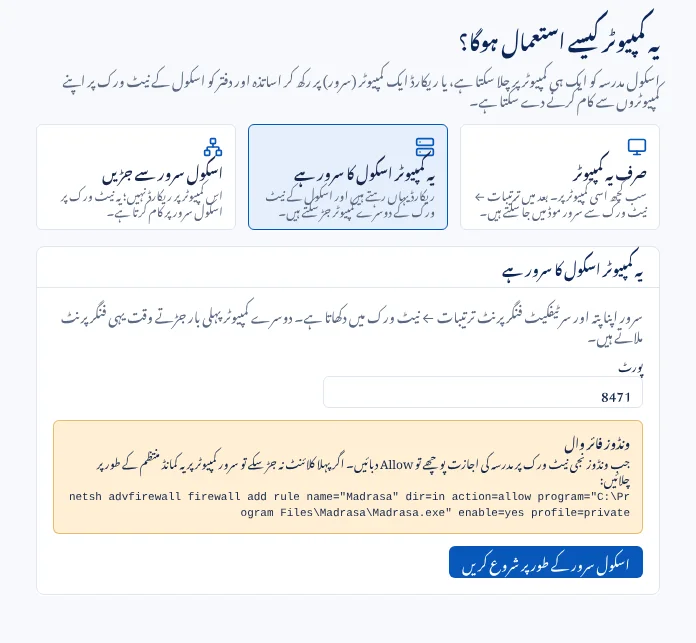 یہ کمپیوٹر کیسے استعمال ہوگا؟
اسکول مدرسہ کو ایک ہی کمپیوٹر پر چلا سکتا ہے، یا ریکارڈ ایک کمپیوٹر (سرور) پر رکھ کر اساتذہ اور دفتر کو اسکول کے نیٹ ورک پر اپنے
کمپیوٹروں سے کام کرنے دے سکتا ہے۔
صرف یہ کمپیوٹر
سب کچھ اسی کمپیوٹر پر۔ بعد میں ترتیبات ←
نیٹ ورک سے سرور موڈ میں جا سکتے ہیں۔
یہ کمپیوٹر اسکول کا سرور ہے
ریکارڈ یہاں رہتے ہیں اور اسکول کے نیٹ
ورک کے دوسرے کمپیوٹر جڑ سکتے ہیں۔
اسکول سرور سے جڑیں
اس کمپیوٹر پر ریکارڈ نہیں؛ یہ نیٹ ورک پر
اسکول سرور پر کام کرتا ہے۔
یہ کمپیوٹر اسکول کا سرور ہے
سرور اپنا پتہ اور سرٹیفکیٹ فنگر پرنٹ ترتیبات ← نیٹ ورک میں دکھاتا ہے۔ دوسرے کمپیوٹر پہلی بار جڑتے وقت یہی فنگر پرنٹ
ملاتے ہیں۔
پورٹ
8471
ونڈوز فائر وال
جب ونڈوز نجی نیٹ ورک پر مدرسہ کی اجازت پوچھے تو Allow دبائیں۔ اگر پہلا کلائنٹ نہ جڑ سکے تو سرور کمپیوٹر پر یہ کمانڈ منتظم کے طور پر
چلائیں:
netsh advfirewall firewall add rule name="Madrasa" dir=in action=allow program="C:\Pr
ogram Files\Madrasa\Madrasa.exe" enable=yes profile=private
اسکول سرور کے طور پر شروع کریں